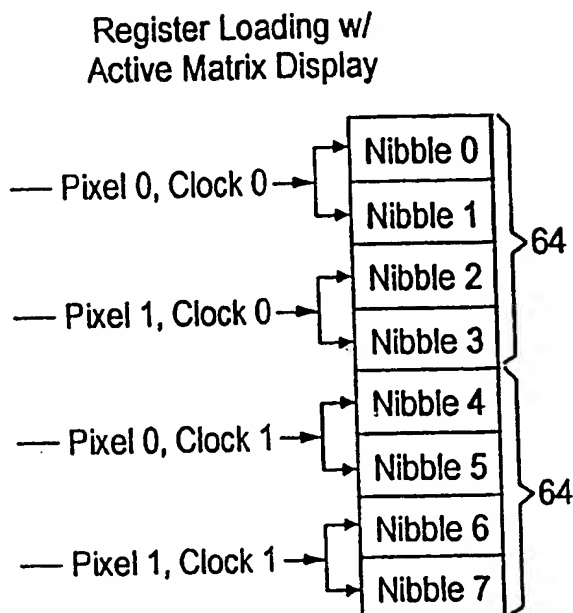 Register Loading w/
Active Matrix Display
Nibble 0
Pixel 0, Clock 0
Nibble 1
64
Nibble 2
Pixel 1, Clock 0
Nibble 3
Nibble 4
Pixel 0, Clock 1
Nibble 5
64
Nibble 6
Pixel 1, Clock 1
Nibble 7